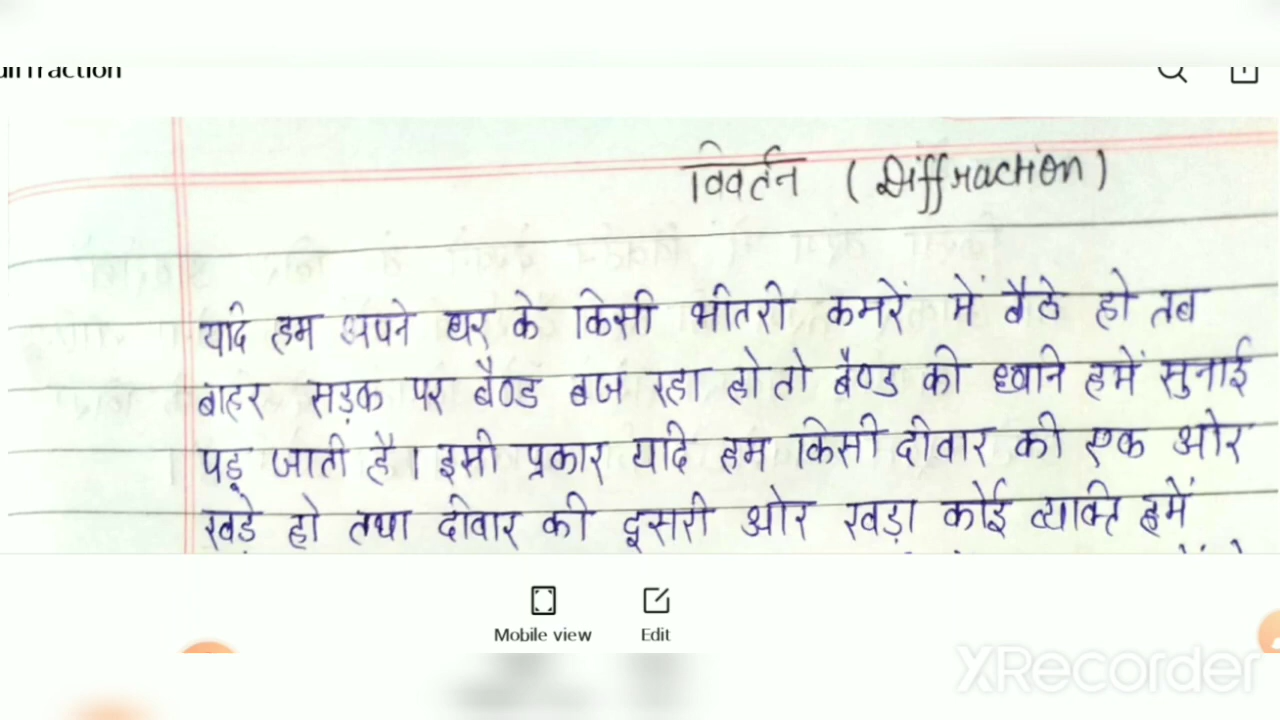 diffraction
विवर्तन ( Diffraction )
यदि हम अपने घर के किसी भीतरी कमरें में बैठे हो तब
बाहर सड़क पर बैण्ड बज रहा हो तो बैण्ड की ध्वनि हमें सुनाई
पड़ जाती है। इसी प्रकार यदि हम किसी दीवार की एक ओर
खड़े हो तथा दीवार की दूसरी ओर खड़ा कोई व्यक्ति हमें
Mobile view Edit
XRecorder